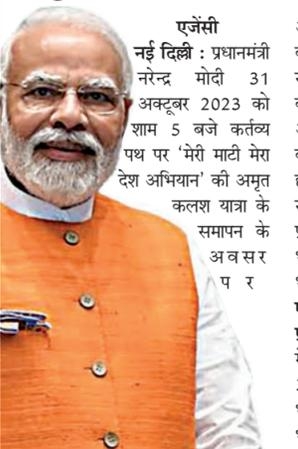 एजेंसी
नई दिल्ली : प्रधानमंत्री
नरेन्द्र मोदी 31
अक्टूबर 2023 को
शाम 5 बजे कर्तव्य
पथ पर ‘मेरी माटी मेरा
देश अभियान’ की अमृत
कलश यात्रा के
समापन के
अवसर
पर